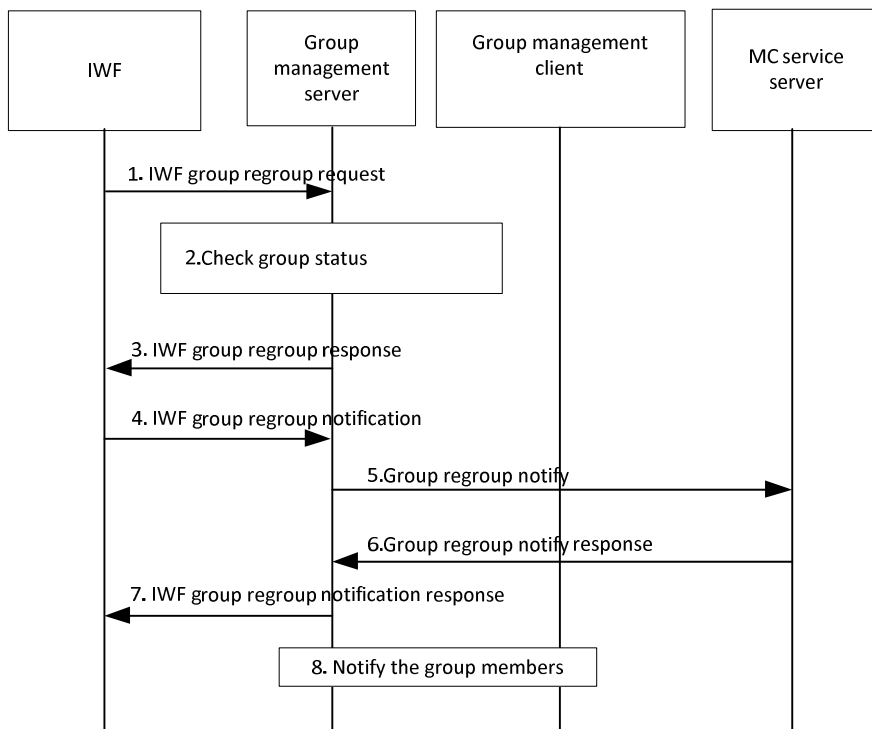 IWF
Group
management
server
Group management
client
MC service
server
1. IWF group regroup request
2.Check group status
3. IWF group regroup response
4. IWF group regroup notification
5.Group regroup notify
6.Group regroup notify response
7. IWF group regroup notification response
8. Notify the group members